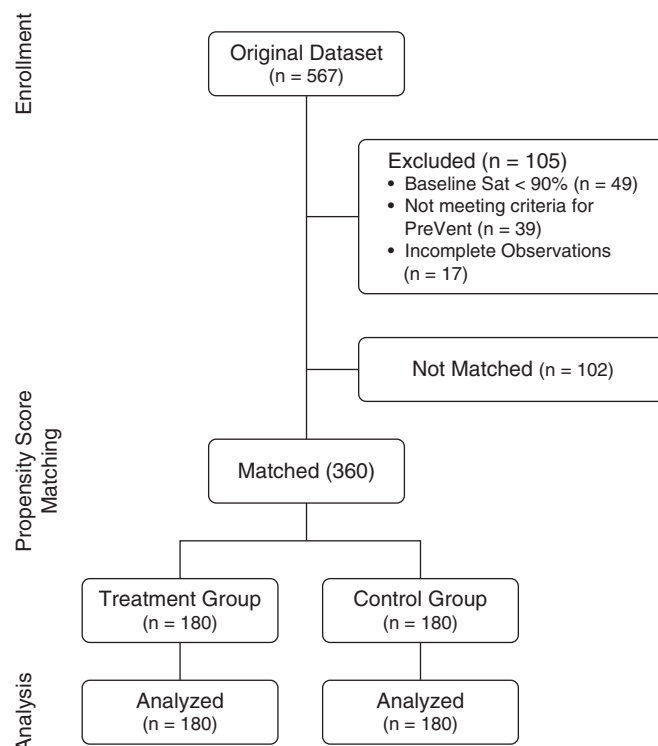 Enrollment
Original Dataset
(n = 567)
Excluded (n = 105)
• Baseline Sat < 90% (n = 49)
• Not meeting criteria for
PreVent (n = 39)
• Incomplete Observations
(n = 17)
Not Matched (n = 102)
Propensity Score
Matching
Matched (360)
Treatment Group
(n = 180)
Control Group
(n = 180)
Analysis
Analyzed
(n = 180)
Analyzed
(n = 180)